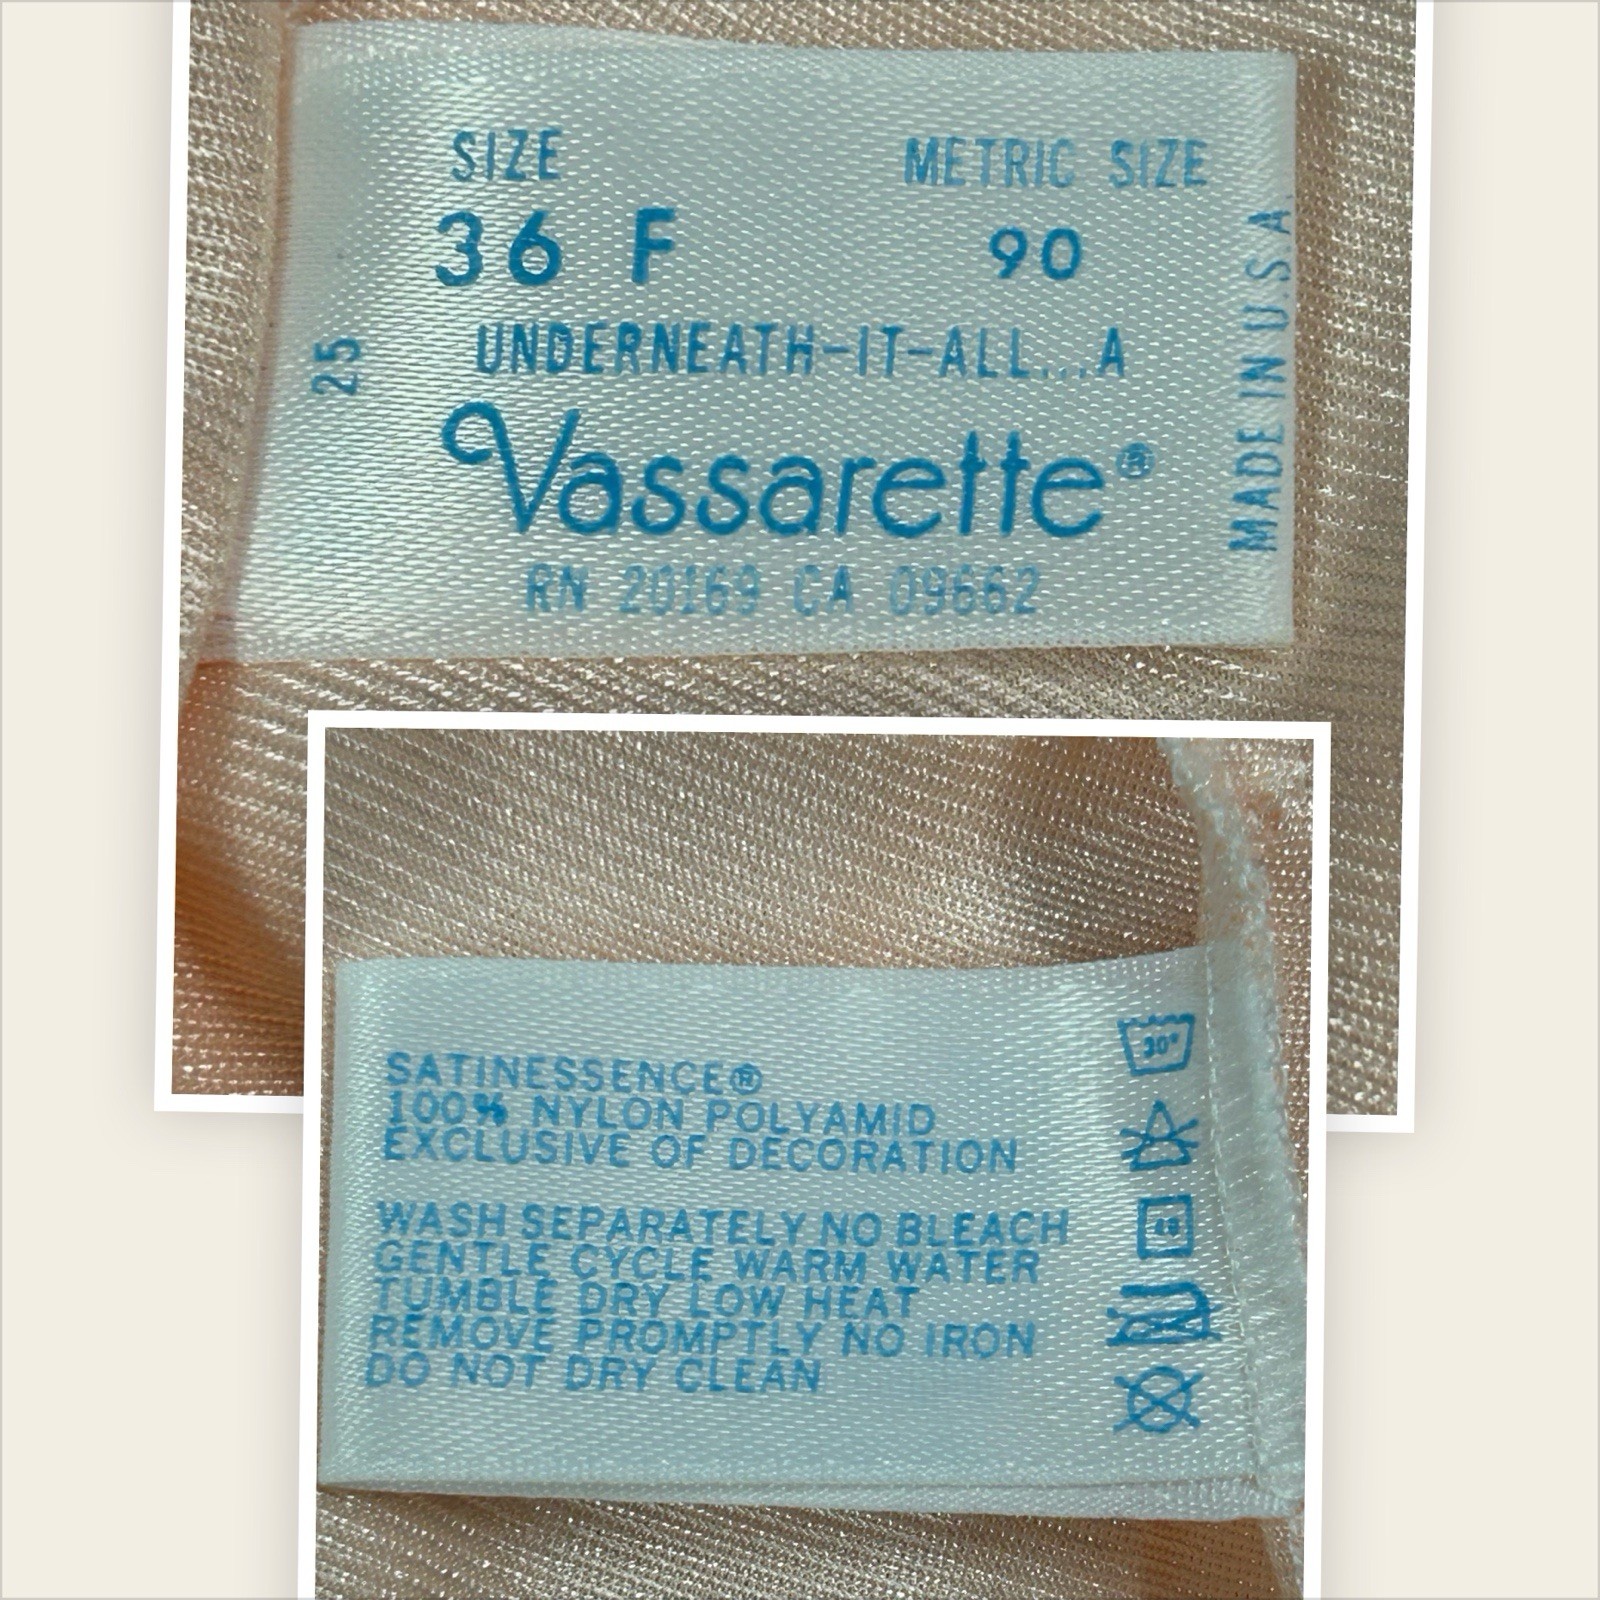 SIZE METRIC SIZE
36 F 90
UNDERNEATH-IT-ALL...A
Vassarette®
RN 20169 CA 09662
25
MADE IN U.S.A.
SATINESSENCE®
100% NYLON POLYAMID
EXCLUSIVE OF DECORATION
WASH SEPARATELY NO BLEACH
GENTLE CYCLE WARM WATER
TUMBLE DRY LOW HEAT
REMOVE PROMPTLY NO IRON
DO NOT DRY CLEAN
30°